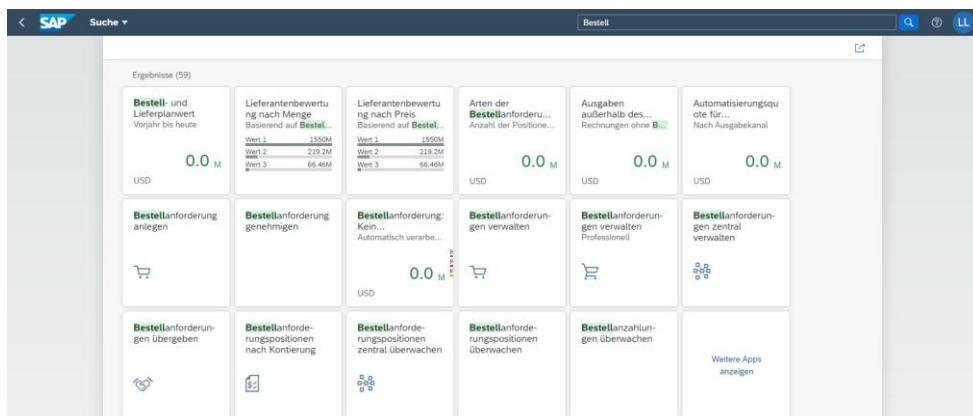 SAP Suche
Bestell
LL
Ergebnisse (59)
Bestell- und
Lieferplanwert
Vorjahr bis heute
0.0 M
USD
Lieferantenbewertu
ng nach Menge
Basierend auf Bestel...
Wert 1 1550M
Wert 2 219.2M
Wert 3 66.46M
Lieferantenbewertu
ng nach Preis
Basierend auf Bestel...
Wert 1 1550M
Wert 2 219.2M
Wert 3 66.46M
Arten der
Bestellanforderu...
Anzahl der Positione...
0.0 M
USD
Ausgaben
außerhalb des...
Rechnungen ohne B...
0.0 M
USD
Automatisierungsqu
ote für...
Nach Ausgabekanal
0.0 M
USD
Bestellanforderung
anlegen
Bestellanforderung
genehmigen
Bestellanforderung:
Kein...
Automatisch verarbe...
0.0 M
USD
Bestellanforderun-
gen verwalten
Bestellanforderun-
gen verwalten
Professionell
Bestellanforderun-
gen zentral
verwalten
Bestellanforderun-
gen übergeben
Bestellanforde-
rungspositionen
nach Kontierung
Bestellanforde-
rungspositionen
zentral überwachen
Bestellanforde-
rungspositionen
überwachen
Bestellanzahlun-
gen überwachen
Weitere Apps
anzeigen